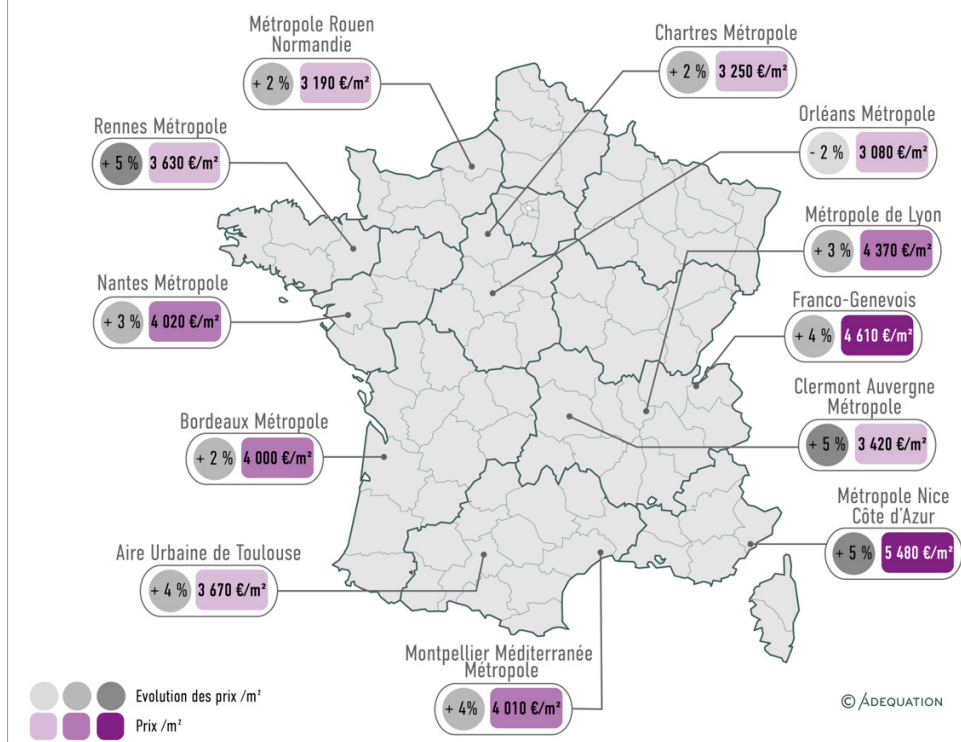 Métropole Rouen
Normandie
+ 2 % 3 190 €/m²
Chartres Métropole
+ 2 % 3 250 €/m²
Orléans Métropole
- 2 % 3 080 €/m²
Rennes Métropole
+ 5 % 3 630 €/m²
Métropole de Lyon
+ 3 % 4 370 €/m²
Nantes Métropole
+ 3 % 4 020 €/m²
Franco-Genevois
+ 4 % 4 610 €/m²
Clermont Auvergne
Métropole
+ 5 % 3 420 €/m²
Bordeaux Métropole
+ 2 % 4 000 €/m²
Métropole Nice
Côte d'Azur
+ 5 % 5 480 €/m²
Aire Urbaine de Toulouse
+ 4 % 3 670 €/m²
Montpellier Méditerranée
Métropole
+ 4% 4 010 €/m²
Evolution des prix /m²
Prix /m²
© ADEQUATION